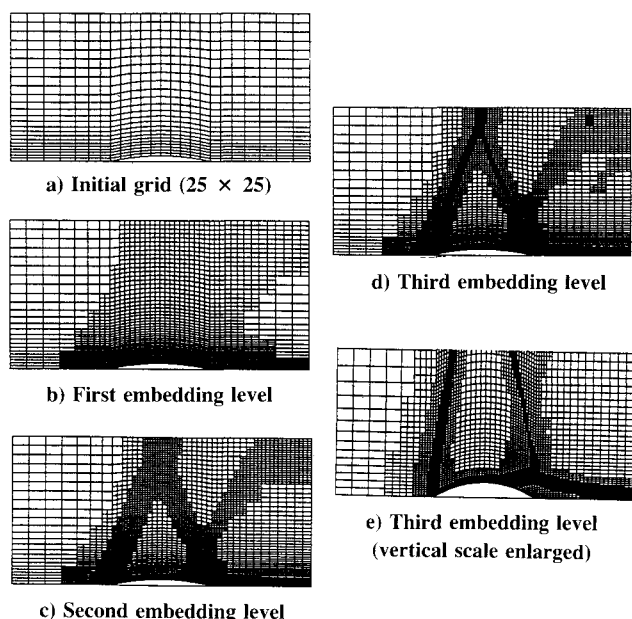 a) Initial grid (25 × 25)
b) First embedding level
c) Second embedding level
d) Third embedding level
e) Third embedding level
(vertical scale enlarged)